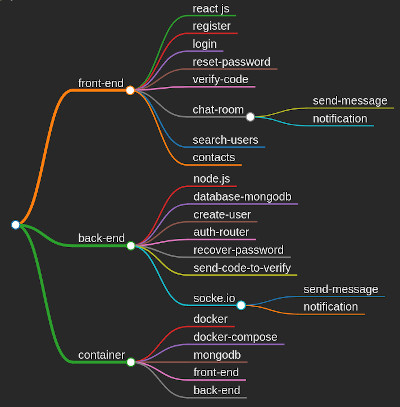 front-end
react js
register
login
reset-password
verify-code
chat-room
send-message
notification
search-users
contacts
back-end
node.js
database-mongodb
create-user
auth-router
recover-password
send-code-to-verify
socke.io
send-message
notification
container
docker
docker-compose
mongodb
front-end
back-end